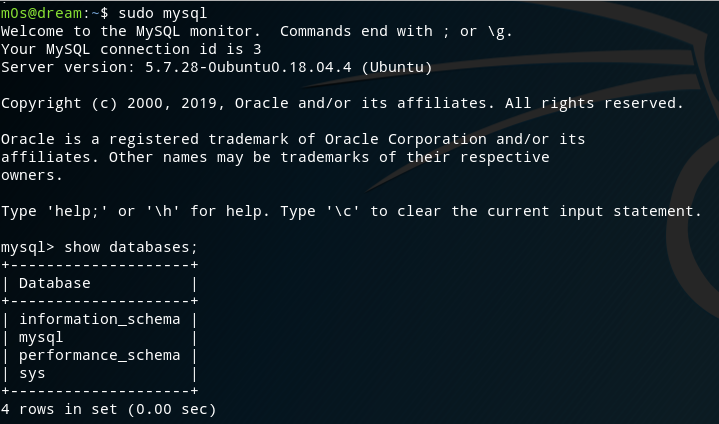 m0s@dream:~$ sudo mysql
Welcome to the MySQL monitor.  Commands end with ; or \g.
Your MySQL connection id is 3
Server version: 5.7.28-0ubuntu0.18.04.4 (Ubuntu)

Copyright (c) 2000, 2019, Oracle and/or its affiliates. All rights reserved.

Oracle is a registered trademark of Oracle Corporation and/or its
affiliates. Other names may be trademarks of their respective
owners.

Type 'help;' or '\h' for help. Type '\c' to clear the current input statement.

mysql> show databases;
+--------------------+
| Database           |
+--------------------+
| information_schema |
| mysql              |
| performance_schema |
| sys                |
+--------------------+
4 rows in set (0.00 sec)